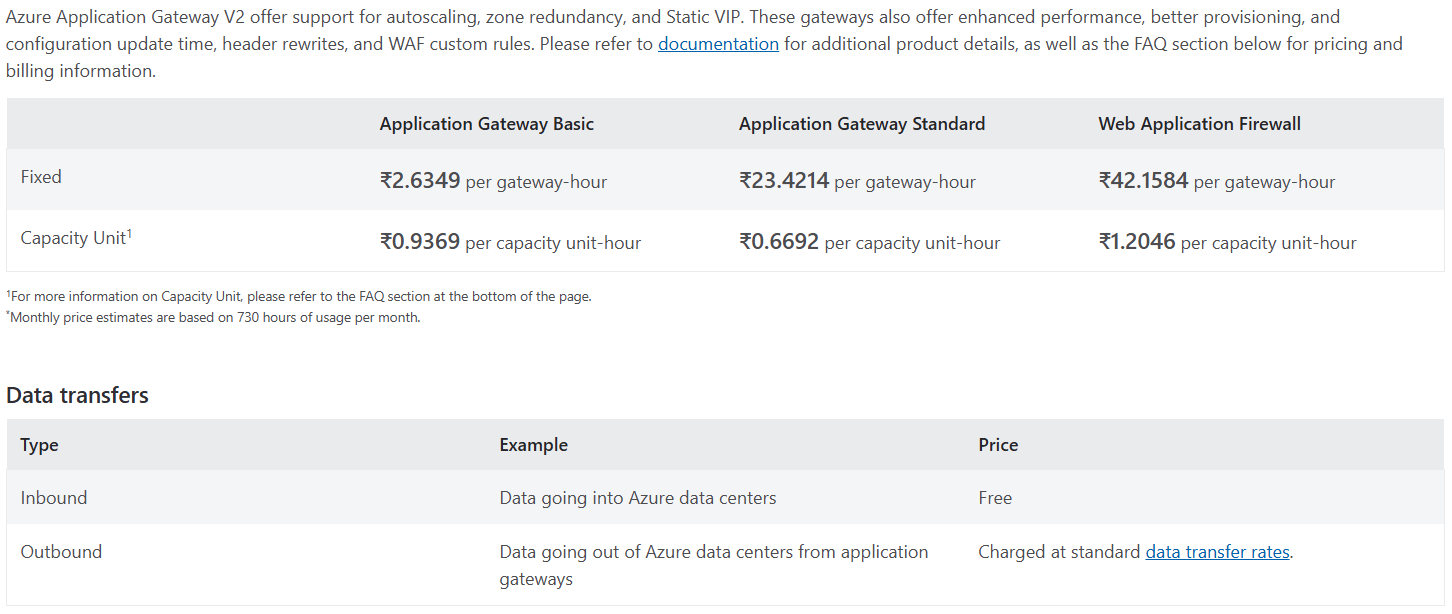 Azure Application Gateway V2 offer support for autoscaling, zone redundancy, and Static VIP. These gateways also offer enhanced performance, better provisioning, and
configuration update time, header rewrites, and WAF custom rules. Please refer to documentation for additional product details, as well as the FAQ section below for pricing and
billing information.
Application Gateway Basic Application Gateway Standard Web Application Firewall
Fixed ₹2.6349 per gateway-hour ₹23.4214 per gateway-hour ₹42.1584 per gateway-hour
Capacity Unit¹ ₹0.9369 per capacity unit-hour ₹0.6692 per capacity unit-hour ₹1.2046 per capacity unit-hour
¹For more information on Capacity Unit, please refer to the FAQ section at the bottom of the page.
*Monthly price estimates are based on 730 hours of usage per month.
Data transfers
Type Example Price
Inbound Data going into Azure data centers Free
Outbound Data going out of Azure data centers from application Charged at standard data transfer rates.
gateways